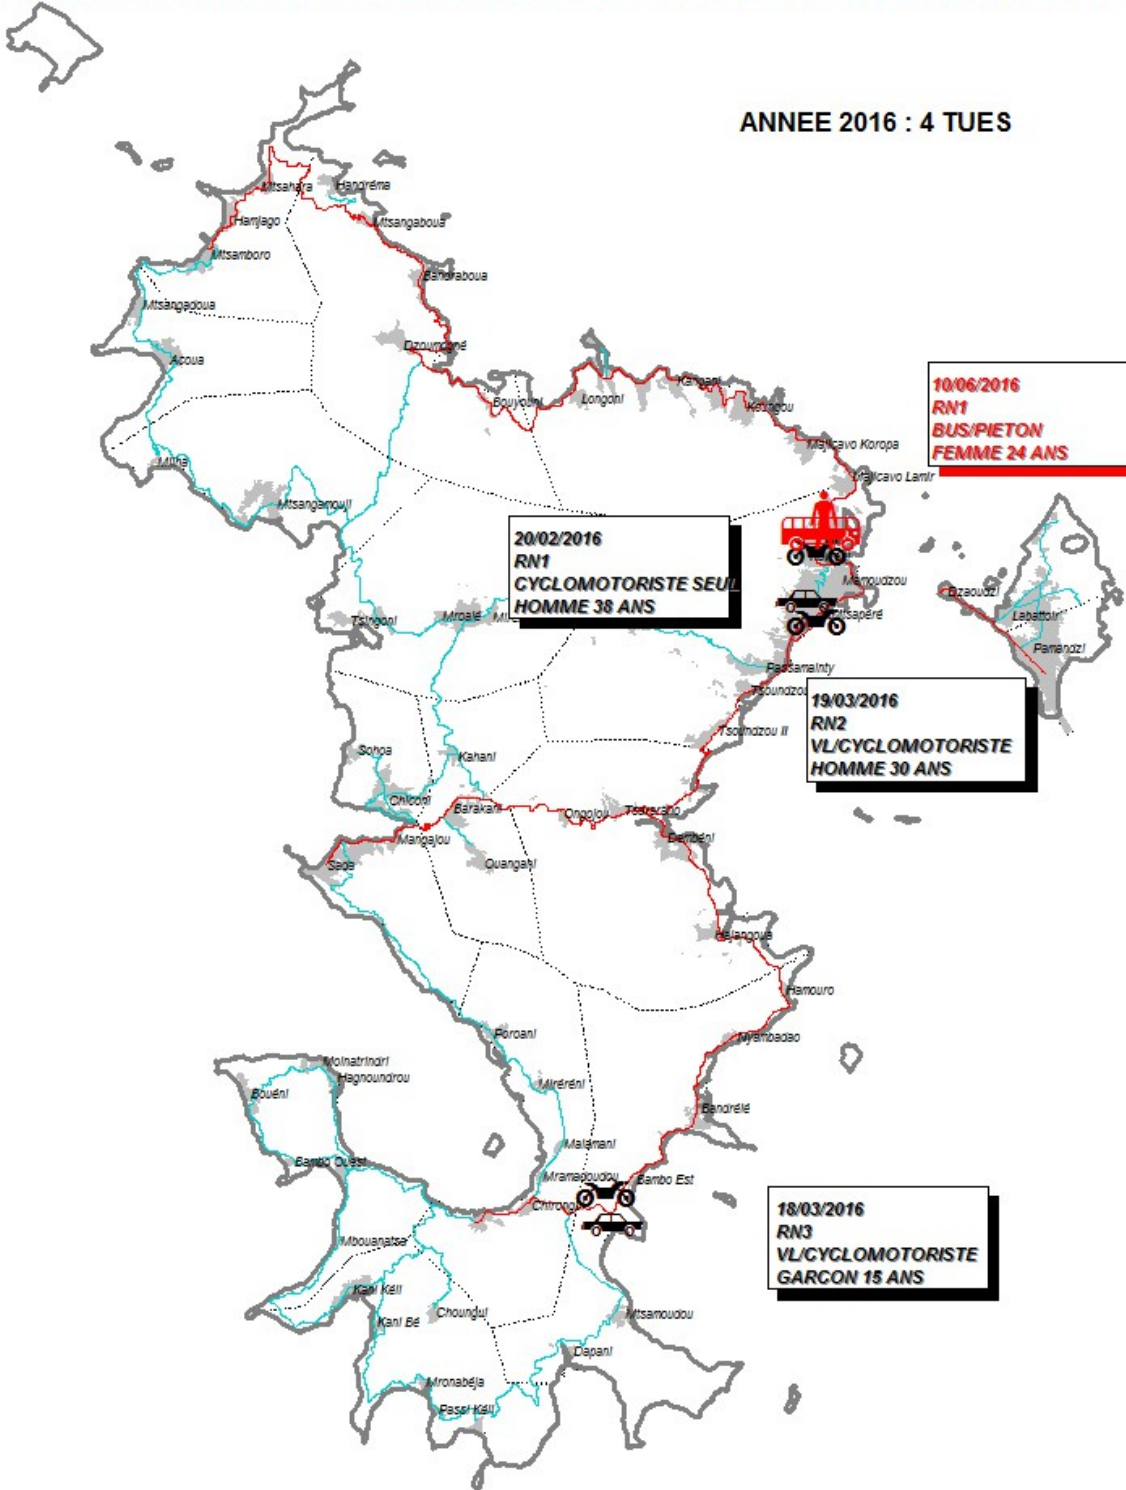 ANNEE 2016 : 4 TUES
Mtsahara
Handréma
Hamjago
Mtsangaboua
Mtsamboro
Bandraboua
Mtsangadoua
Dzoumogné
Acoua
Bouyouni
Longoni
Kangani
Koungou
10/06/2016
RN1
BUS/PIETON
FEMME 24 ANS
Majicavo Koropa
Majicavo Lamir
Mliha
Mtsangamouji
20/02/2016
RN1
CYCLOMOTORISTE SEUL
HOMME 38 ANS
Mamoudzou
Dzaoudzi
Labattoir
Pamandzi
Tsingoni
Mroalé
Mtsapéré
Passamainty
Tsoundzou
Tsoundzou II
19/03/2016
RN2
VL/CYCLOMOTORISTE
HOMME 30 ANS
Sohoa
Kahani
Chiconi
Barakani
Ongojou
Tsararano
Mangajou
Dembéni
Sada
Ouangani
Hajangoua
Hamouro
Poroani
Nyambadao
Moinatrindri
Hagnoundrou
Bouéni
Miréréni
Bandrélé
Malamani
Bambo Ouest
Mramadoudou
Bambo Est
Chirongui
18/03/2016
RN3
VL/CYCLOMOTORISTE
GARCON 15 ANS
Mbouanatsa
Kani Kéli
Choungui
Kani Bé
Mtsamoudou
Dapani
Mronabéja
Passi Kéli